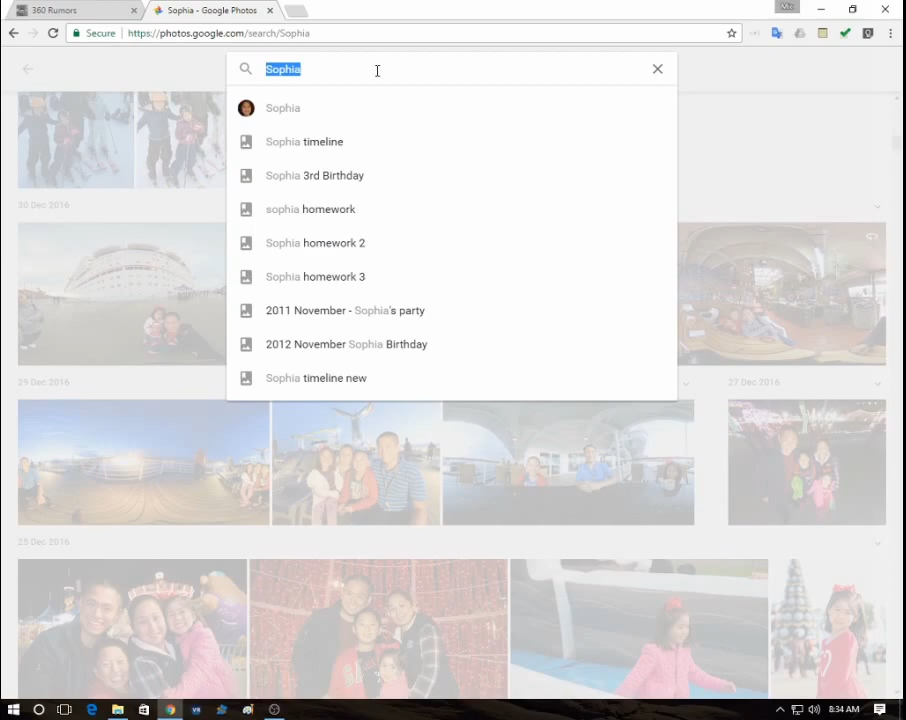 360 Rumors
Sophia - Google Photos
Mic
Secure
https://photos.google.com/search/Sophia
Sophia
Sophia
Sophia timeline
Sophia 3rd Birthday
sophia homework
Sophia homework 2
Sophia homework 3
2011 November - Sophia's party
2012 November Sophia Birthday
Sophia timeline new
30 Dec 2016
29 Dec 2016
27 Dec 2016
25 Dec 2016
8:34 AM